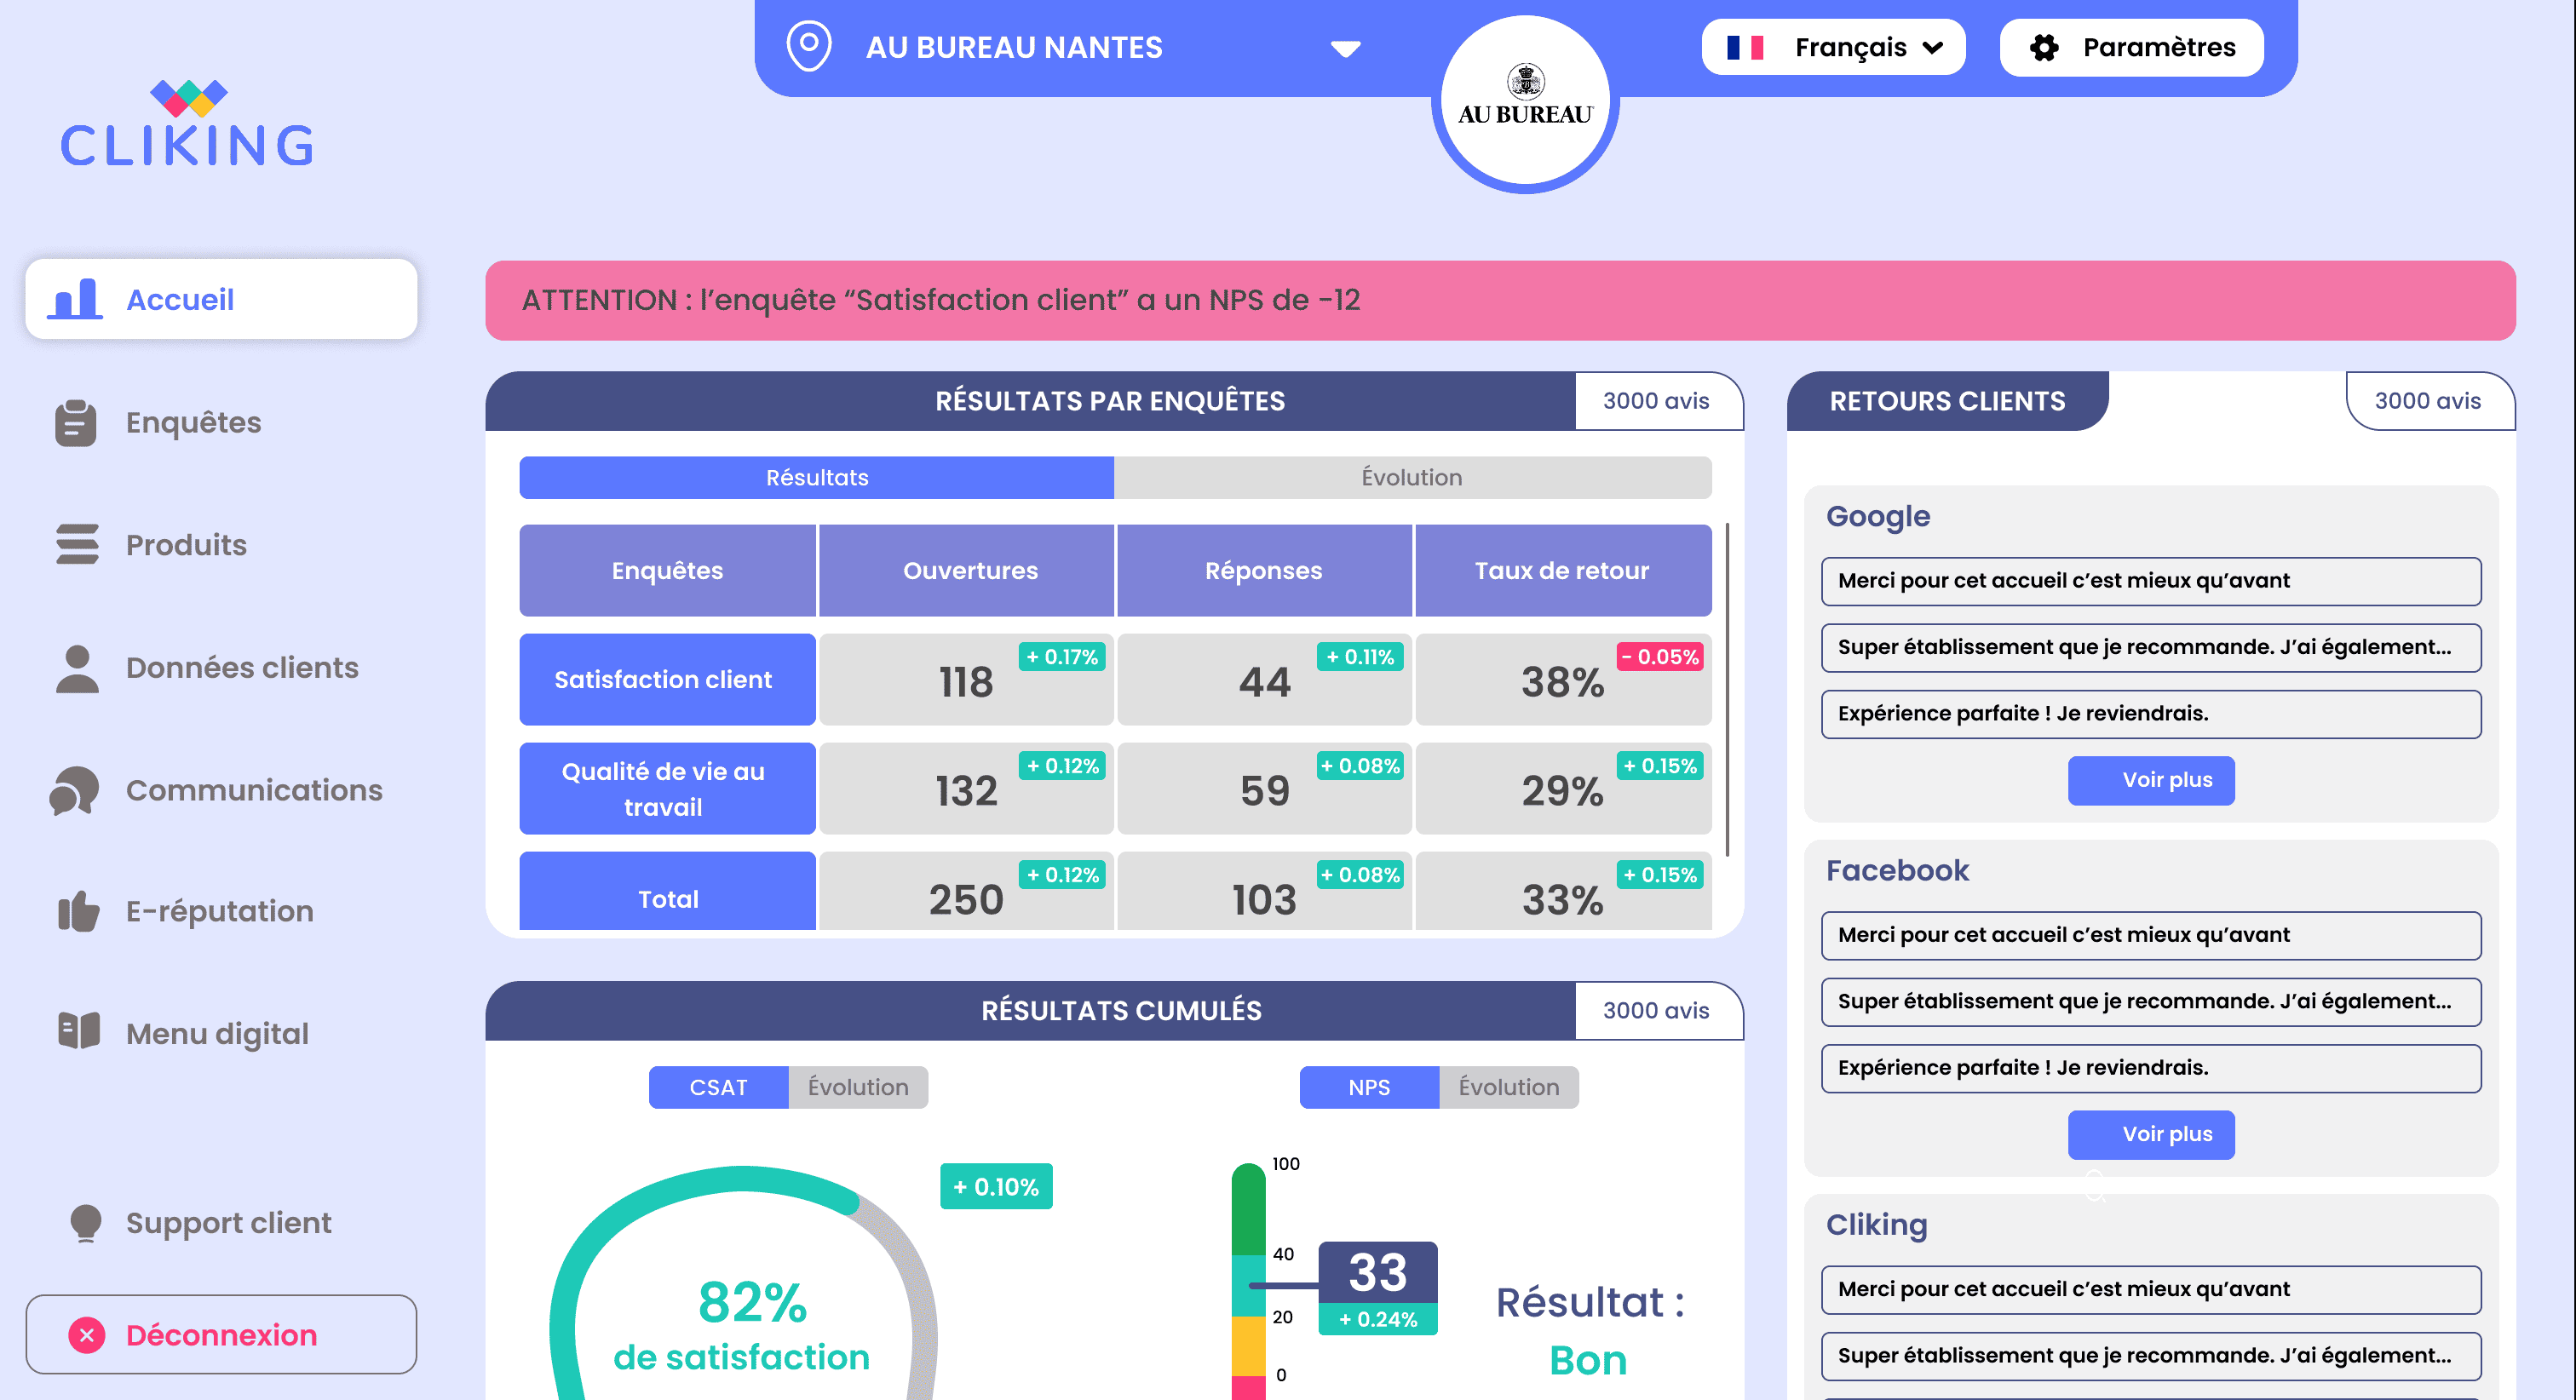 AU BUREAU NANTES
AU BUREAU
Français
Paramètres
CLIKING
Accueil
Enquêtes
Produits
Données clients
Communications
E-réputation
Menu digital
Support client
Déconnexion
ATTENTION : l’enquête “Satisfaction client” a un NPS de -12
RÉSULTATS PAR ENQUÊTES
3000 avis
Résultats
Évolution
Enquêtes Ouvertures Réponses Taux de retour
Satisfaction client 118 + 0.17% 44 + 0.11% 38% - 0.05%
Qualité de vie au
travail
132 + 0.12% 59 + 0.08% 29% + 0.15%
Total 250 + 0.12% 103 + 0.08% 33% + 0.15%
RÉSULTATS CUMULÉS
3000 avis
CSAT Évolution
+ 0.10%
82%
de satisfaction
NPS Évolution
100
40
20
0
33
+ 0.24%
Résultat :
Bon
RETOURS CLIENTS
3000 avis
Google
Merci pour cet accueil c’est mieux qu’avant
Super établissement que je recommande. J’ai également...
Expérience parfaite ! Je reviendrais.
Voir plus
Facebook
Merci pour cet accueil c’est mieux qu’avant
Super établissement que je recommande. J’ai également...
Expérience parfaite ! Je reviendrais.
Voir plus
Cliking
Merci pour cet accueil c’est mieux qu’avant
Super établissement que je recommande. J’ai également...